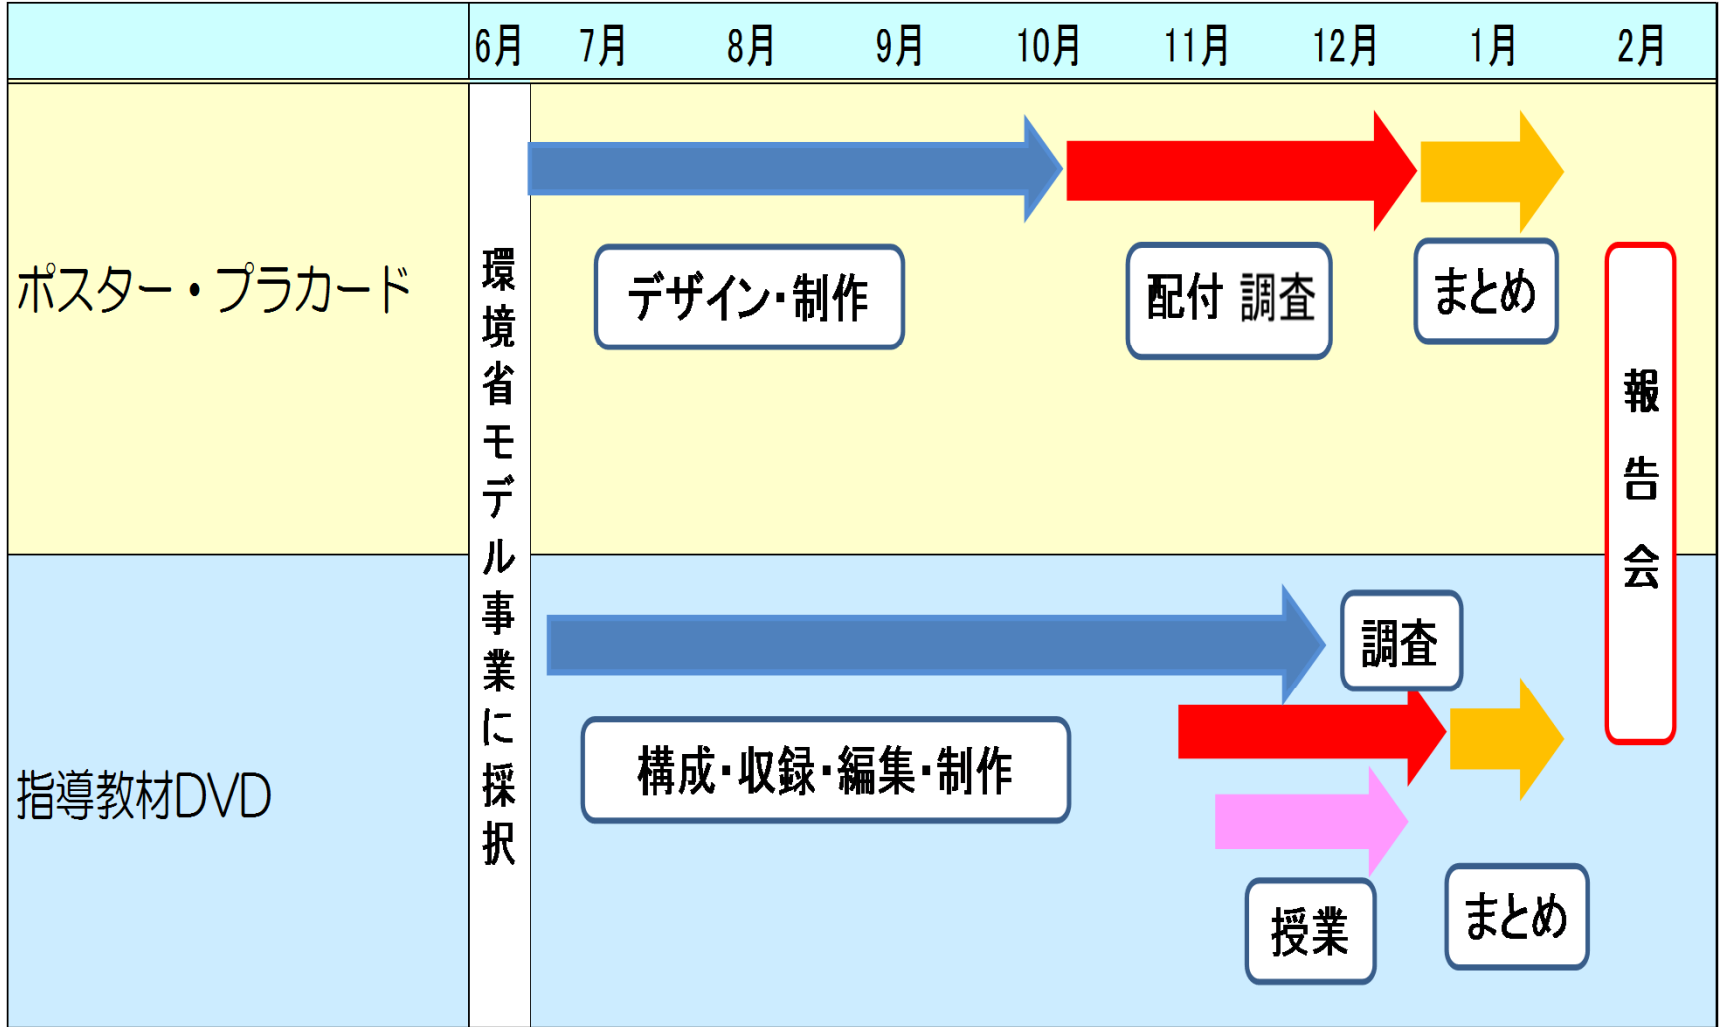 6月 7月 8月 9月 10月 11月 12月 1月 2月
ポスター・プラカード
環境省モデル事業に採択
デザイン・制作
配付 調査
まとめ
報告会
指導教材DVD
構成・収録・編集・制作
調査
授業
まとめ